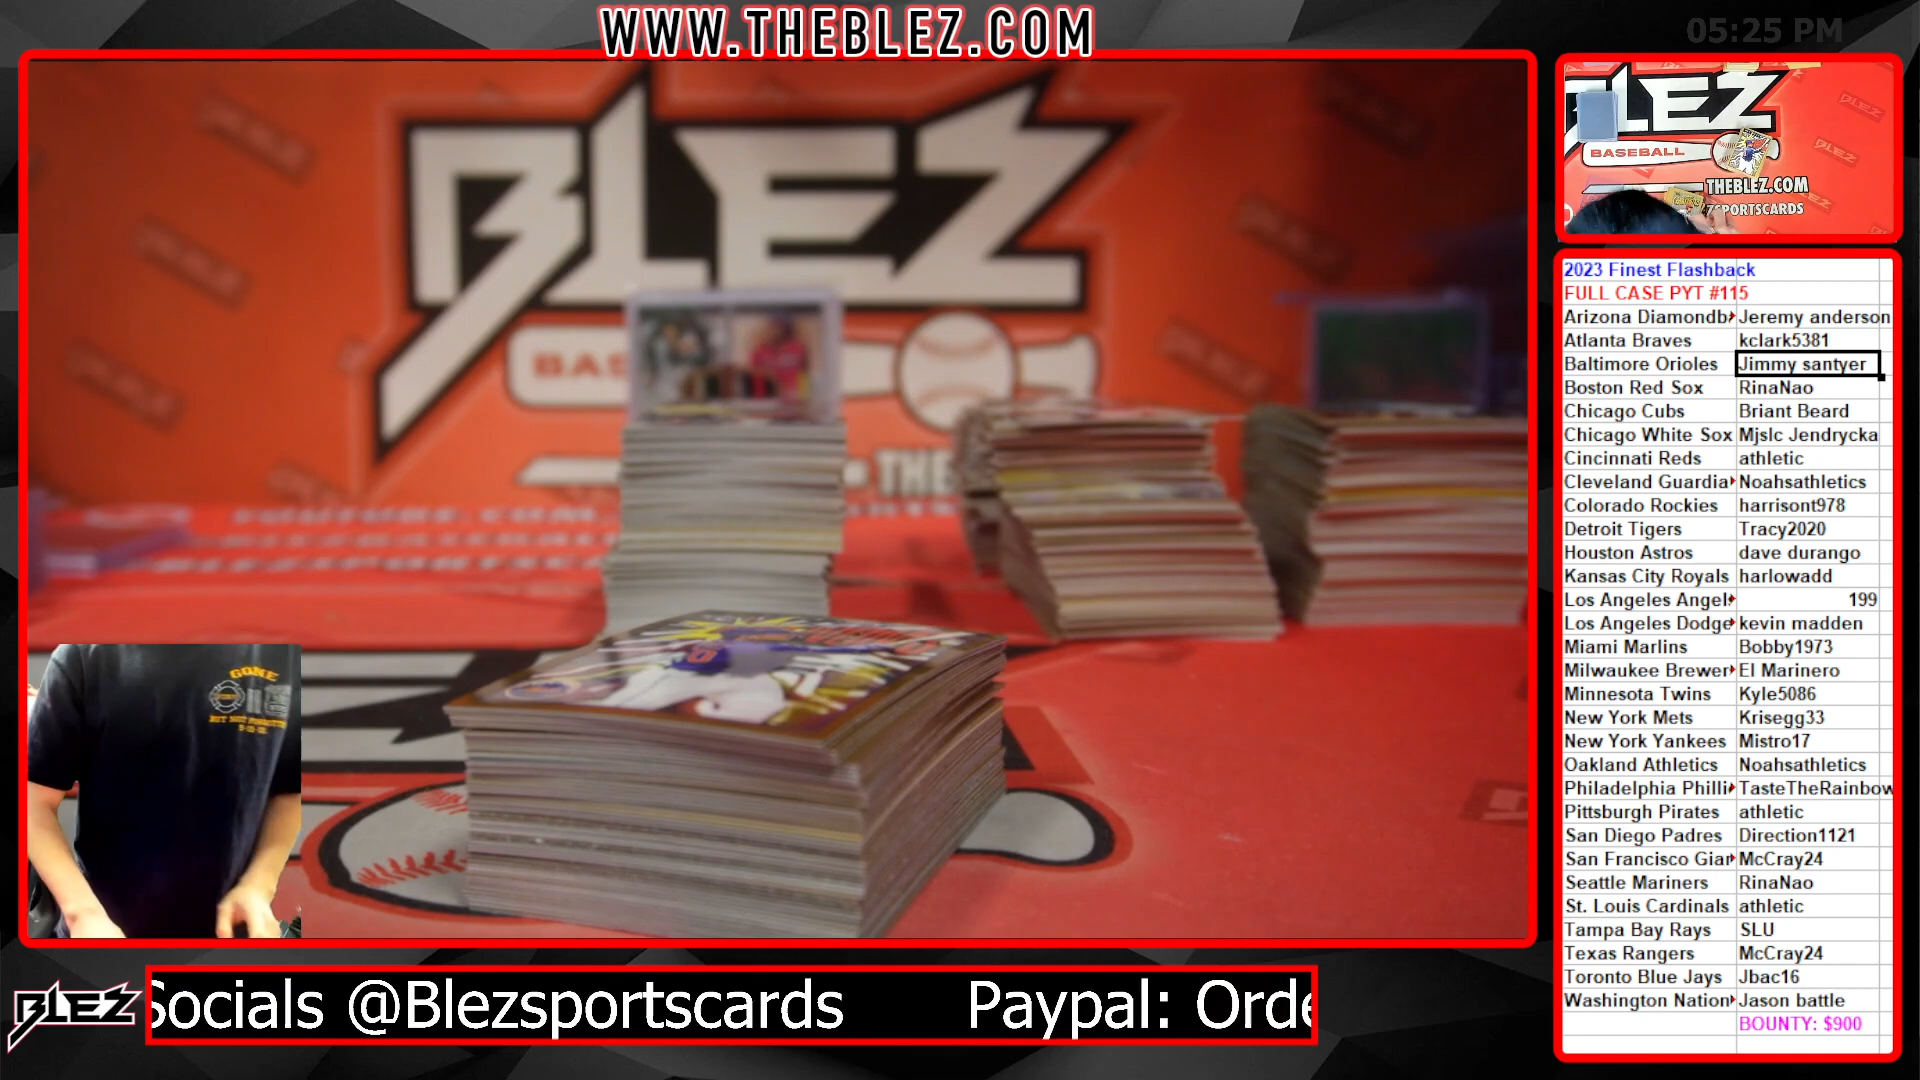 WWW.THEBLEZ.COM
05:25 PM
BLEZ
BLEZ
BASEBALL
THEBLEZ.COM
ZSPORTSCARDS
BLEZ
BLEZ
GONE
BUT NOT
2023 Finest Flashback
FULL CASE PYT #115
Arizona Diamondb Jeremy anderson
Atlanta Braves kclark5381
Baltimore Orioles Jimmy santyer
Boston Red Sox RinaNao
Chicago Cubs Briant Beard
Chicago White Sox Mjslc Jendrycka
Cincinnati Reds athletic
Cleveland Guardia Noahsathletics
Colorado Rockies harrisont978
Detroit Tigers Tracy2020
Houston Astros dave durango
Kansas City Royals harlowadd
Los Angeles Angel 199
Los Angeles Dodge kevin madden
Miami Marlins Bobby1973
Milwaukee Brewer El Marinero
Minnesota Twins Kyle5086
New York Mets Krisegg33
New York Yankees Mistro17
Oakland Athletics Noahsathletics
Philadelphia Philli TasteTheRainbow
Pittsburgh Pirates athletic
San Diego Padres Direction1121
San Francisco Gian McCray24
Seattle Mariners RinaNao
St. Louis Cardinals athletic
Tampa Bay Rays SLU
Texas Rangers McCray24
Toronto Blue Jays Jbac16
Washington Nation Jason battle
BOUNTY: $900
BLEZ
Socials @Blezsportscards Paypal: Orde